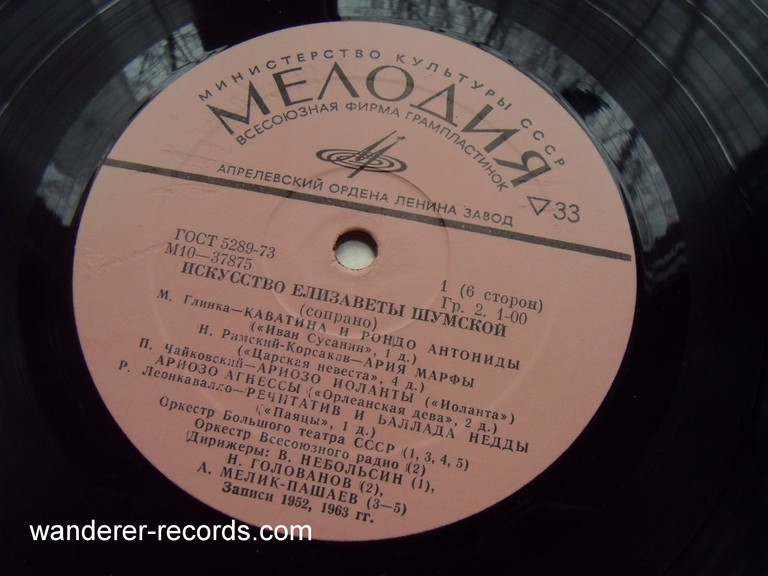 МИНИСТЕРСТВО КУЛЬТУРЫ СССР
МЕЛОДИЯ
ВСЕСОЮЗНАЯ ФИРМА ГРАМПЛАСТИНОК
АПРЕЛЕВСКИЙ ОРДЕНА ЛЕНИНА ЗАВОД
33
ГОСТ 5289-73
М10—37875
1 (6 сторон)
Гр. 2. 1-00
ИСКУССТВО ЕЛИЗАВЕТЫ ШУМСКОЙ
(сопрано)
М. Глинка—КАВАТИНА И РОНДО АНТОНИДЫ
(«Иван Сусанин», 1 д.)
Н. Римский-Корсаков—АРИЯ МАРФЫ
(«Царская невеста», 4 д.)
П. Чайковский—АРИОЗО ИОЛАНТЫ («Иоланта»)
АРИОЗО АГНЕССЫ («Орлеанская дева», 2 д.)
Р. Леонкавалло—РЕЧИТАТИВ И БАЛЛАДА НЕДДЫ
(«Паяцы», 1 д.)
Оркестр Большого театра СССР (1, 3, 4, 5)
Оркестр Всесоюзного радио (2)
Дирижеры: В. НЕБОЛЬСИН (1),
Н. ГОЛОВАНОВ (2),
А. МЕЛИК-ПАШАЕВ (3—5)
Записи 1952, 1963 гг.
wanderer-records.com